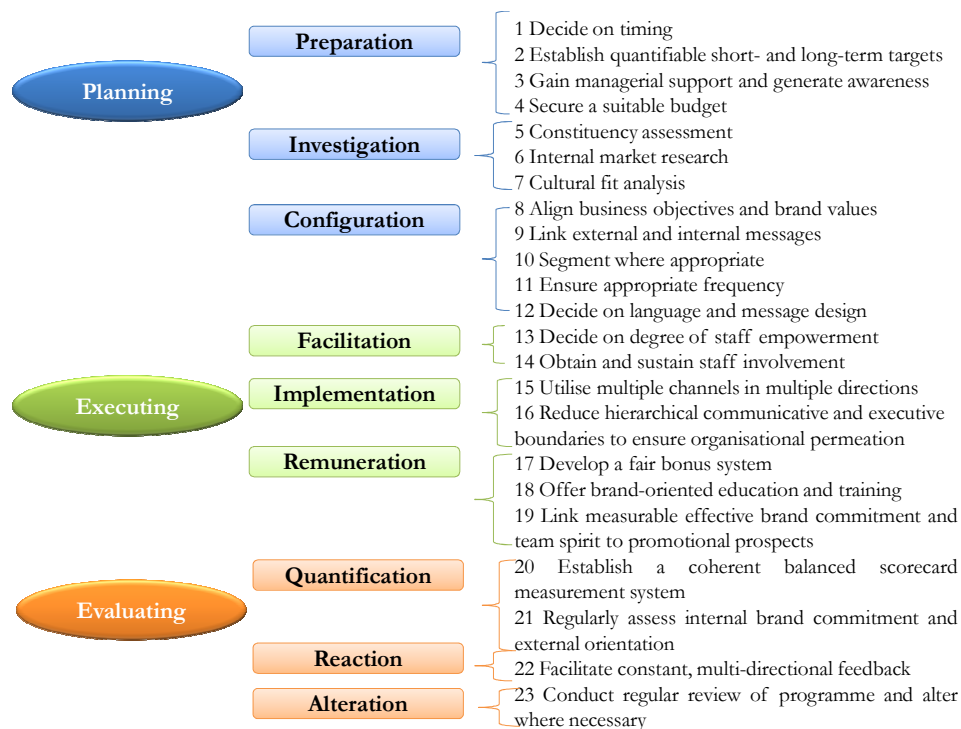 Planning
Preparation
1 Decide on timing
2 Establish quantifiable short- and long-term targets
3 Gain managerial support and generate awareness
4 Secure a suitable budget
Investigation
5 Constituency assessment
6 Internal market research
7 Cultural fit analysis
Configuration
8 Align business objectives and brand values
9 Link external and internal messages
10 Segment where appropriate
11 Ensure appropriate frequency
12 Decide on language and message design
Executing
Facilitation
13 Decide on degree of staff empowerment
14 Obtain and sustain staff involvement
Implementation
15 Utilise multiple channels in multiple directions
16 Reduce hierarchical communicative and executive
boundaries to ensure organisational permeation
Remuneration
17 Develop a fair bonus system
18 Offer brand-oriented education and training
19 Link measurable effective brand commitment and
team spirit to promotional prospects
Evaluating
Quantification
20 Establish a coherent balanced scorecard
measurement system
21 Regularly assess internal brand commitment and
external orientation
Reaction
22 Facilitate constant, multi-directional feedback
Alteration
23 Conduct regular review of programme and alter
where necessary